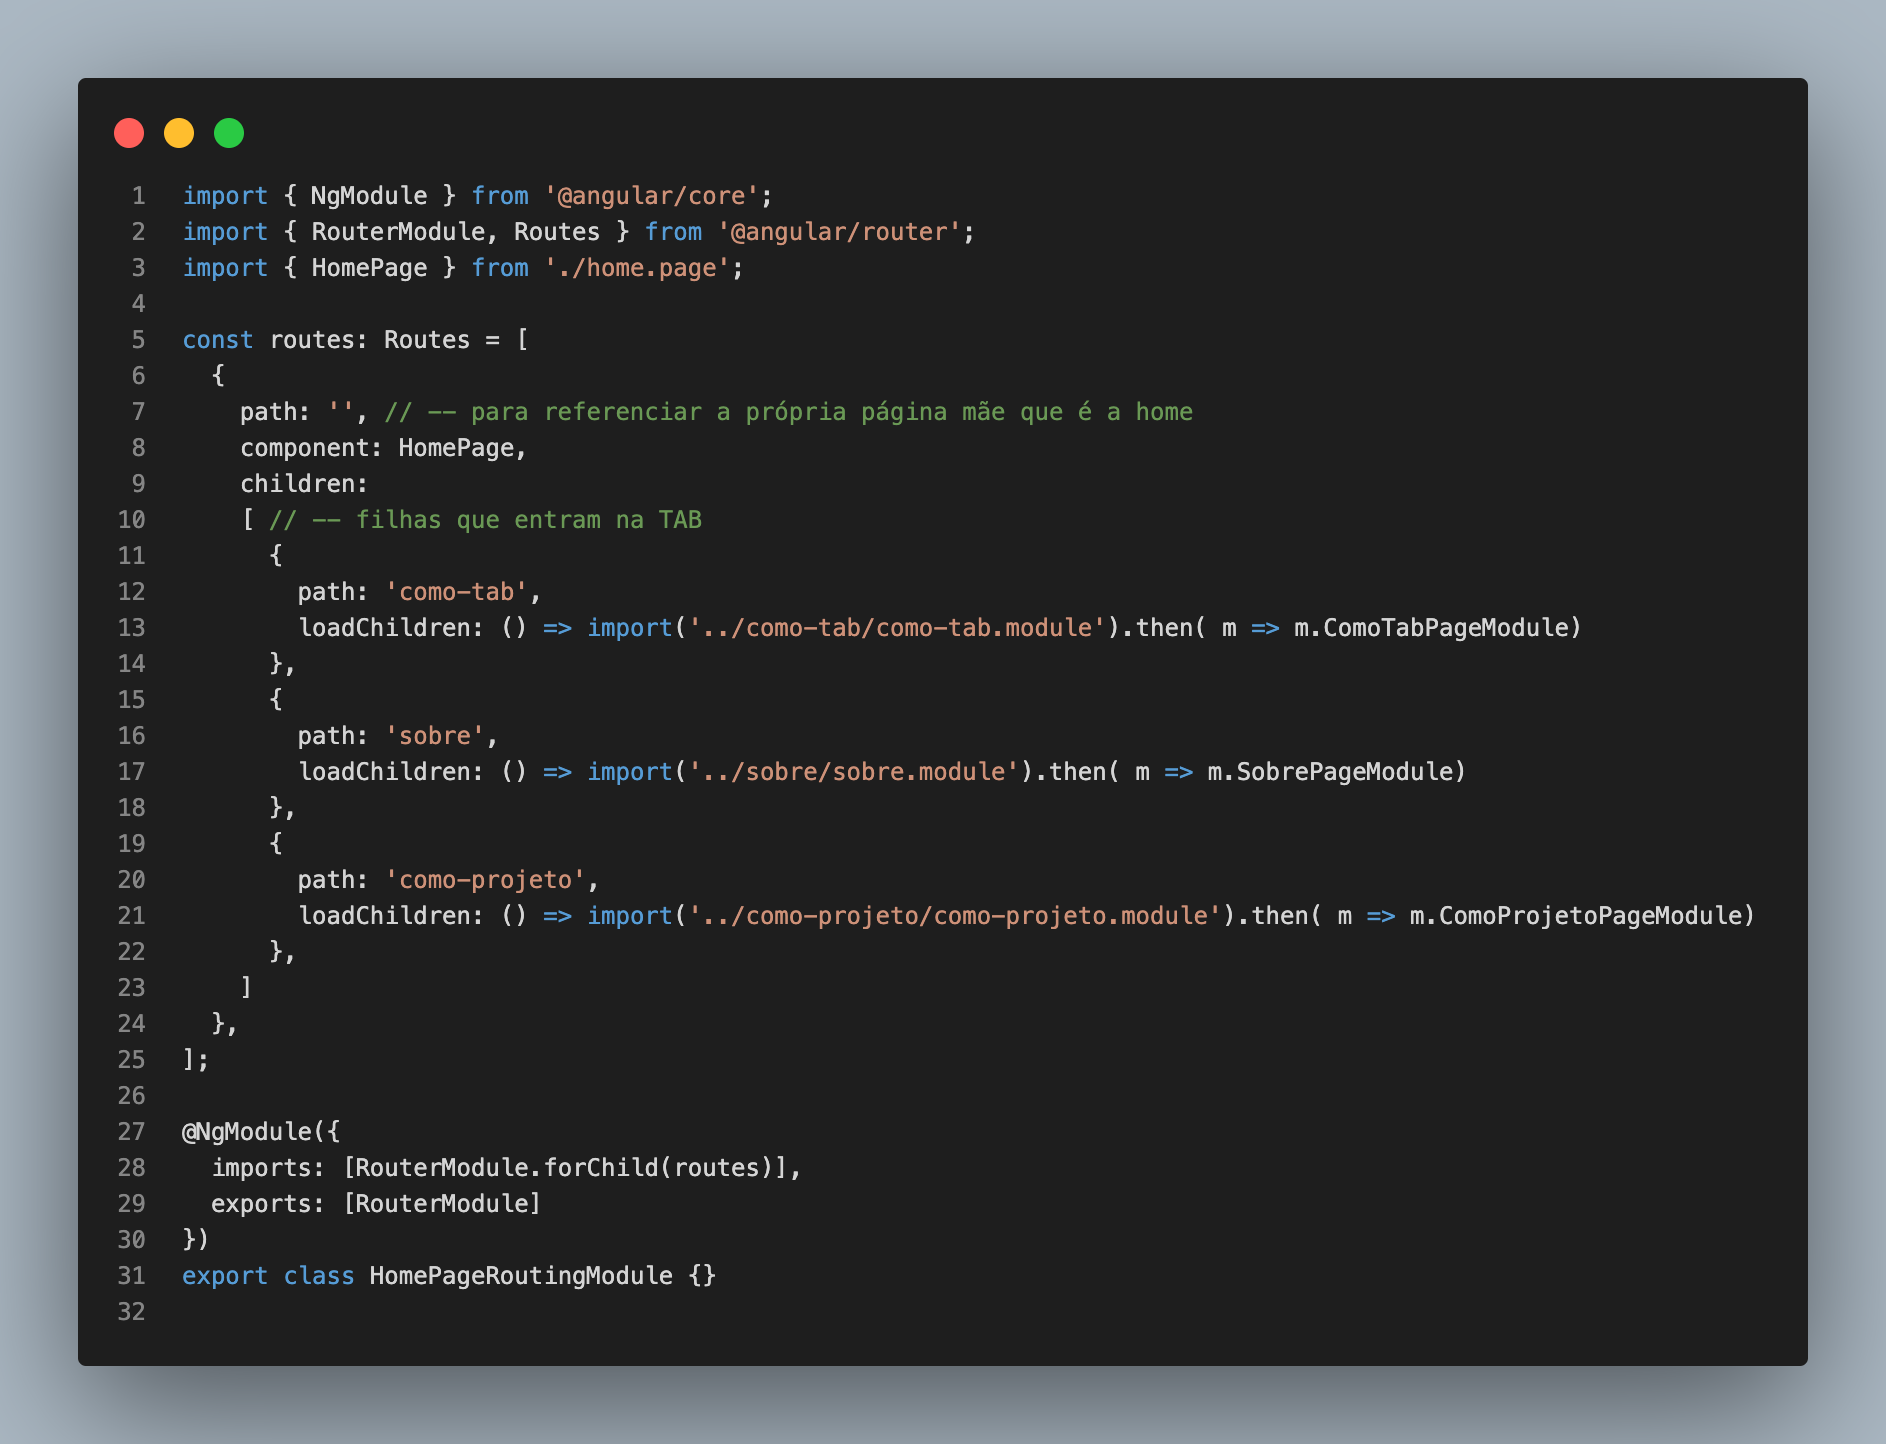 1 import { NgModule } from '@angular/core';
2 import { RouterModule, Routes } from '@angular/router';
3 import { HomePage } from './home.page';
4
5 const routes: Routes = [
6   {
7     path: '', // -- para referenciar a própria página mãe que é a home
8     component: HomePage,
9     children:
10     [ // -- filhas que entram na TAB
11       {
12         path: 'como-tab',
13         loadChildren: () => import('../como-tab/como-tab.module').then( m => m.ComoTabPageModule)
14       },
15       {
16         path: 'sobre',
17         loadChildren: () => import('../sobre/sobre.module').then( m => m.SobrePageModule)
18       },
19       {
20         path: 'como-projeto',
21         loadChildren: () => import('../como-projeto/como-projeto.module').then( m => m.ComoProjetoPageModule)
22       },
23     ]
24   },
25 ];
26
27 @NgModule({
28   imports: [RouterModule.forChild(routes)],
29   exports: [RouterModule]
30 })
31 export class HomePageRoutingModule {}
32